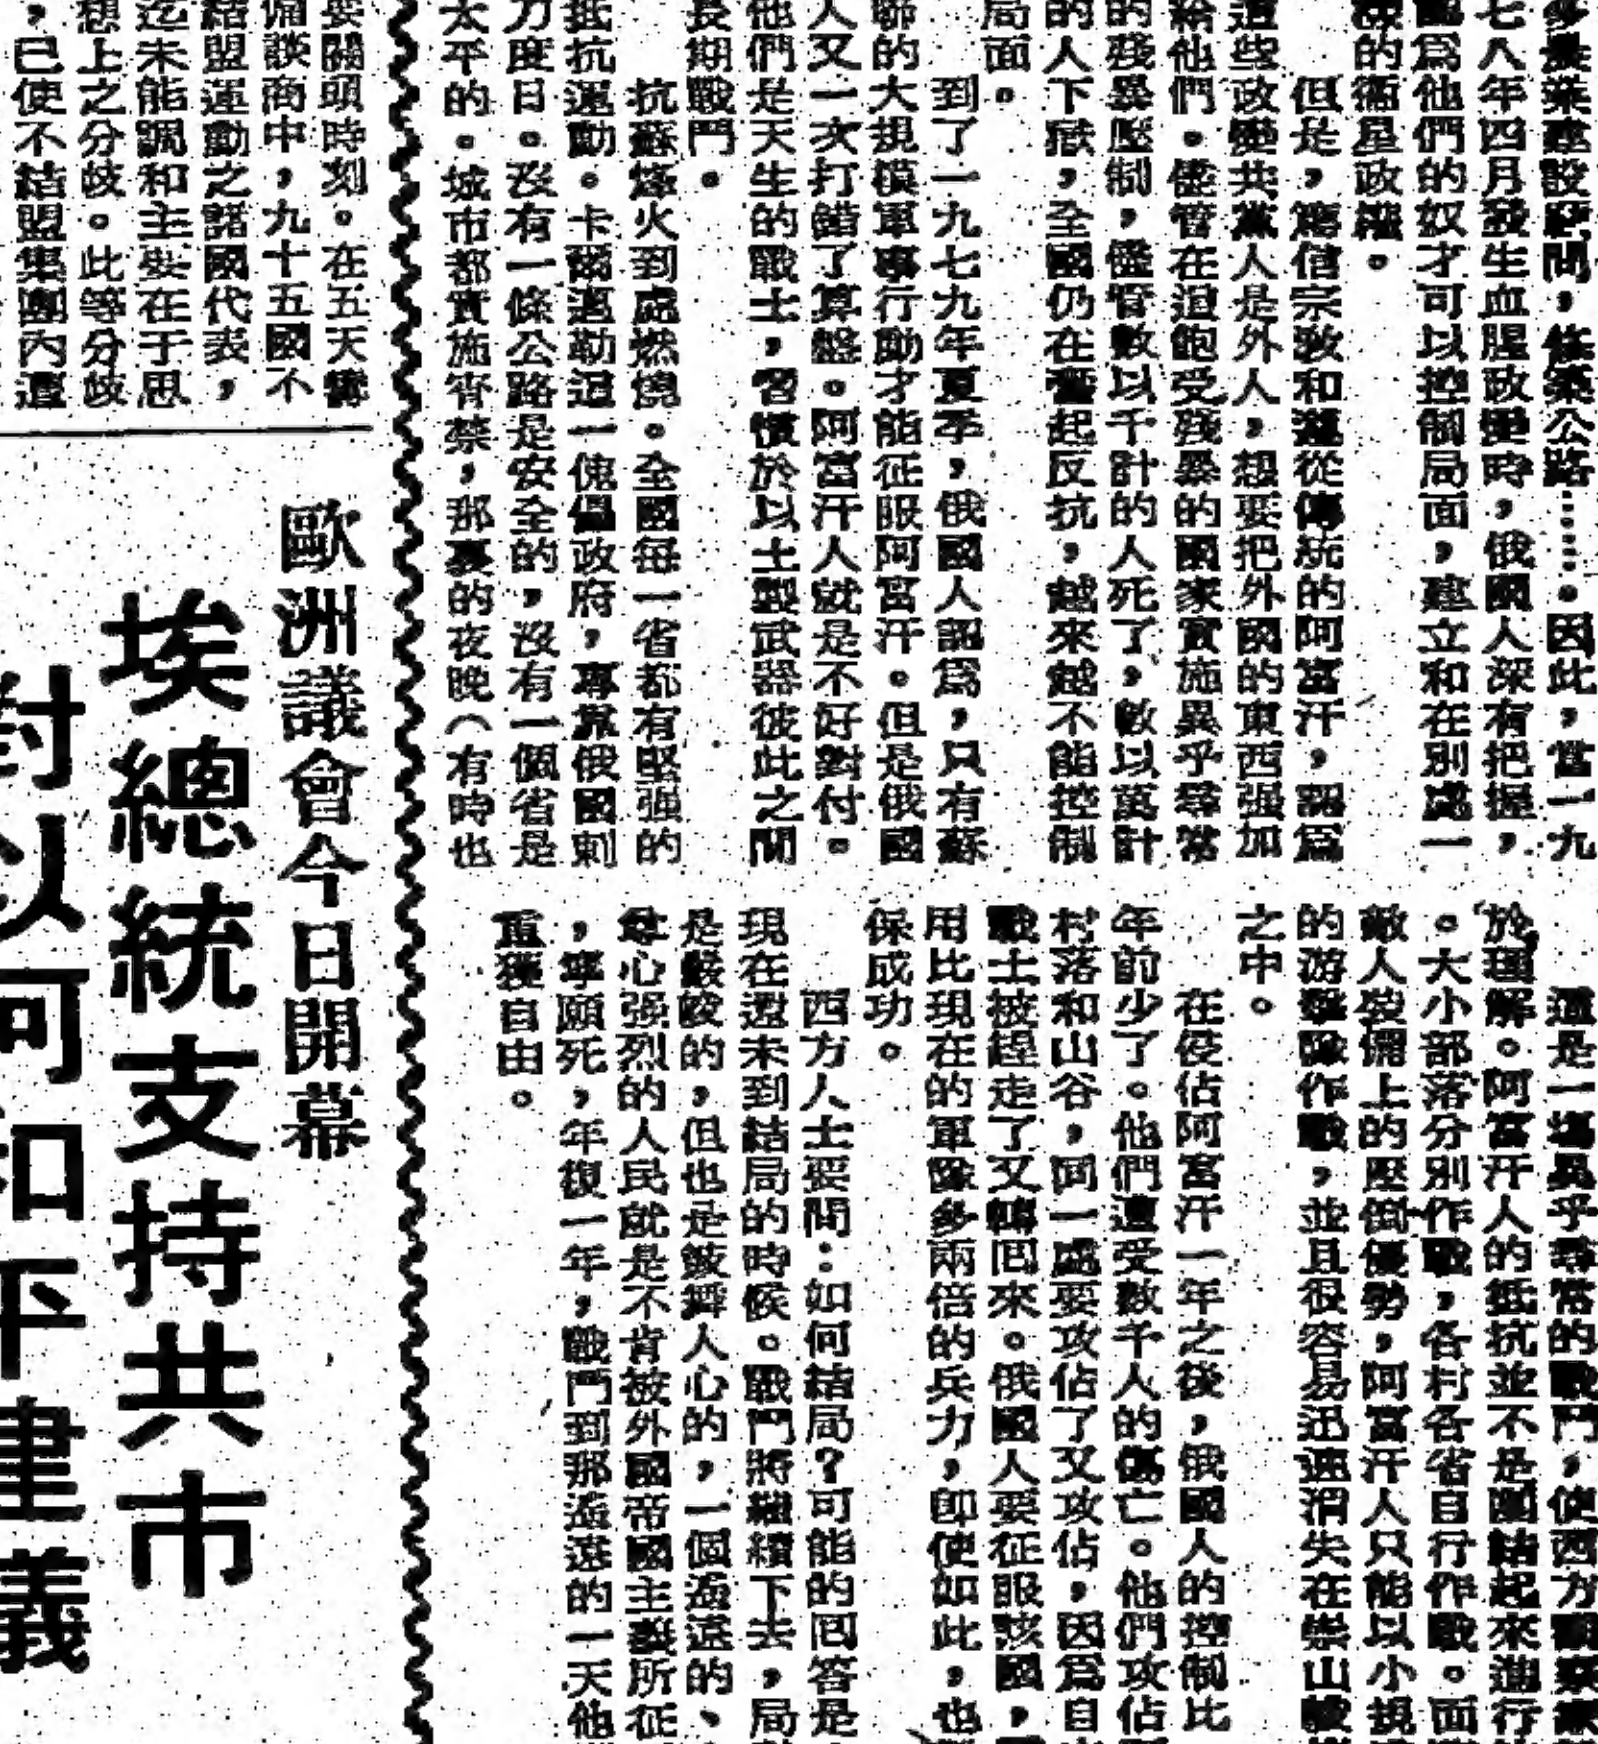 多農業建設顧問，修築公路……。因此，當一九
七八年四月發生血腥政變時，俄國人深有把握，
認爲他們的奴才可以控制局面，建立和在別處一
樣的衞星政權。
但是，篤信宗敎和遵從傳統的阿富汗，認爲
這些政變共黨人是外人，想要把外國的東西强加
給他們。儘管在這飽受殘暴的國家實施異乎尋常
的殘暴壓制，儘管數以千計的人死了，數以萬計
的人下獄，全國仍在奮起反抗，越來越不能控制
局面。
到了一九七九年夏季，俄國人認爲，只有蘇
聯的大規模軍事行動才能征服阿富汗。但是俄國
人又一次打錯了算盤。阿富汗人就是不好對付。
他們是天生的戰士，習慣於以土製武器彼此之間
長期戰鬥。
抗蘇烽火到處燃燒。全國每一省都有堅强的
抵抗運動。卡爾邁勒這一傀儡政府，專靠俄國刺
刀度日。沒有一條公路是安全的，沒有一個省是
太平的。城市都實施宵禁，那裏的夜晚（有時也
這是一場異乎尋常的戰鬥，使西方觀察家
於理解。阿富汗人的抵抗並不是團結起來進行
。大小部落分別作戰，各村各省自行作戰。面
敵人裝備上的壓倒優勢，阿富汗人只能以小規
的游擊隊作戰，並且很容易迅速消失在崇山峻
之中。
在侵佔阿富汗一年之後，俄國人的控制比
年前少了。他們遭受數千人的傷亡。他們攻佔
村落和山谷，同一處要攻佔了又攻佔，因爲自
戰士被趕走了又轉囘來。俄國人要征服該國，
用比現在的軍隊多兩倍的兵力，卽使如此，也
保成功。
西方人士要問：如何結局？可能的囘答是
現在還未到結局的時候。戰鬥將繼續下去，局
是嚴峻的，但也是鼓舞人心的，一個遙遠的、
尊心强烈的人民就是不肯被外國帝國主義所征
，寧願死，年復一年，戰鬥到那遙遠的一天他
重獲自由。
要關頭時刻。在五天籌
備談商中，九十五國不
結盟運動之諸國代表，
迄未能調和主要在于思
想上之分歧。此等分歧
，已使不結盟集團內遭
歐洲議會今日開幕
埃總統支持共市
對以阿和平建議